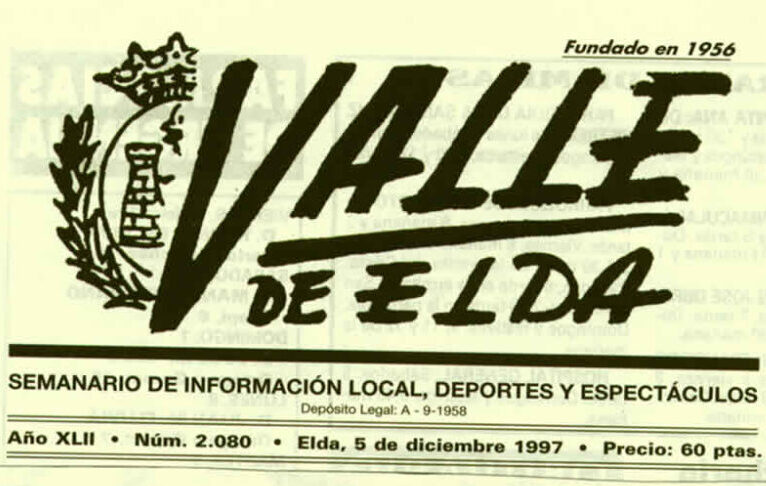 Fundado en 1956
VALLE
DE ELDA
SEMANARIO DE INFORMACIÓN LOCAL, DEPORTES Y ESPECTÁCULOS
Depósito Legal: A - 9-1958
Año XLII • Núm. 2.080 • Elda, 5 de diciembre 1997 • Precio: 60 ptas.